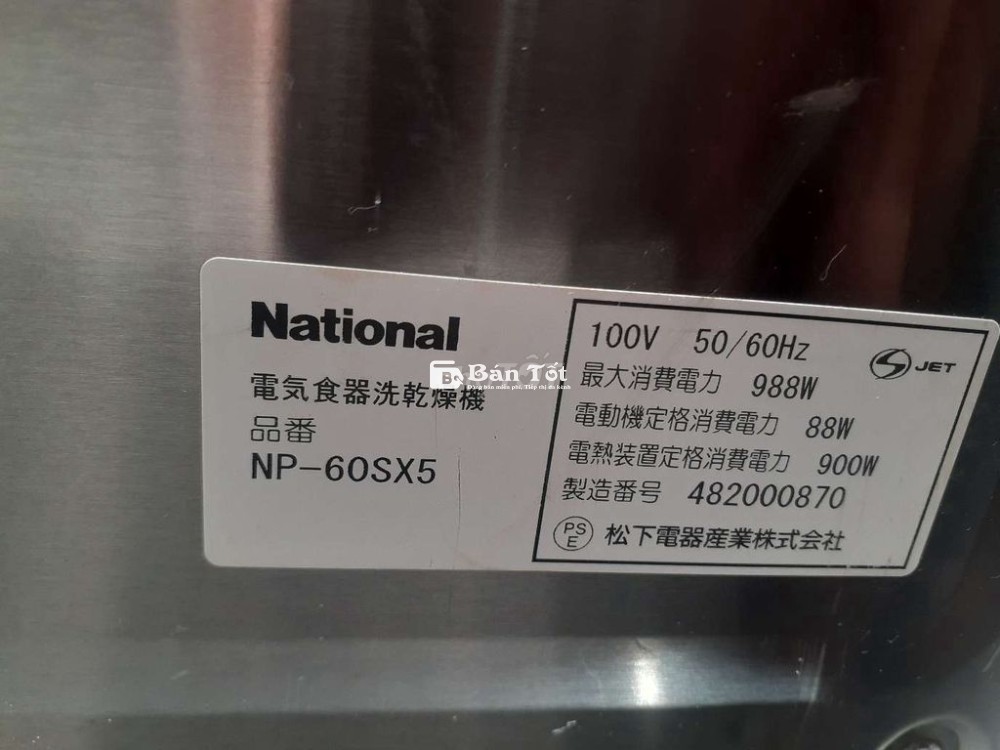 National
電気食器洗乾燥機
品番
NP-60SX5
100V 50/60Hz
JET
最大消費電力 988W
電動機定格消費電力 88W
電熱装置定格消費電力 900W
製造番号 482000870
PS
E
松下電器産業株式会社
Bán Tốt